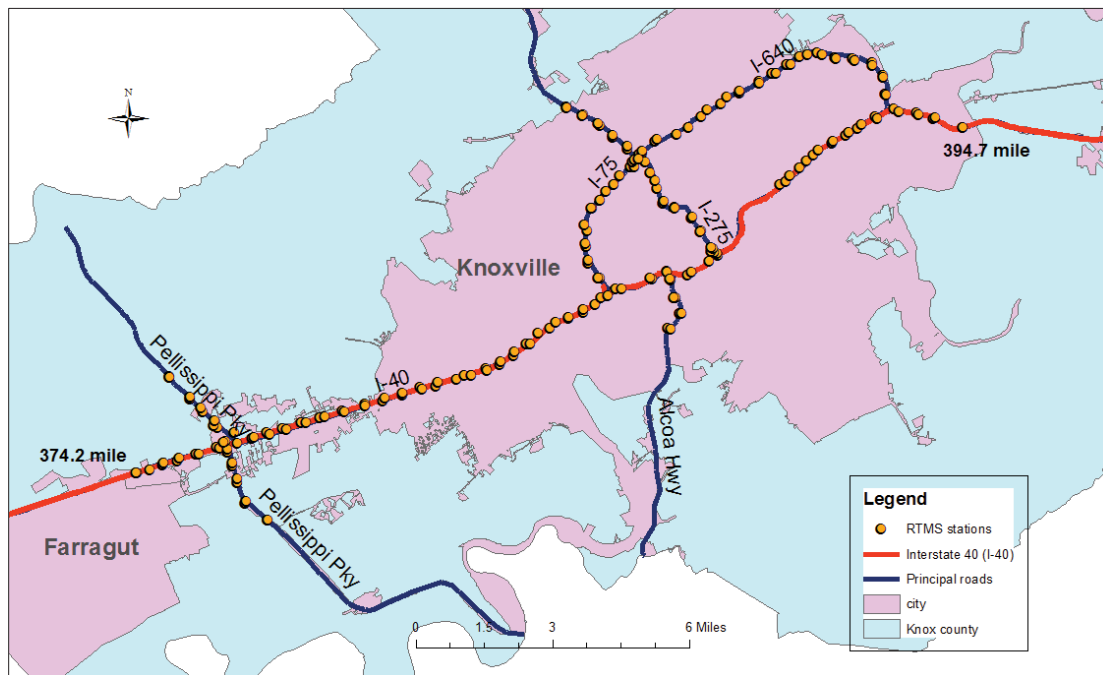 N
I-640
394.7 mile
I-75
I-275
Knoxville
Pellissippi Pky
I-40
Alcoa Hwy
374.2 mile
Pellissippi Pky
Farragut
0 1.5 3 6 Miles
Legend
RTMS stations
Interstate 40 (I-40)
Principal roads
city
Knox county